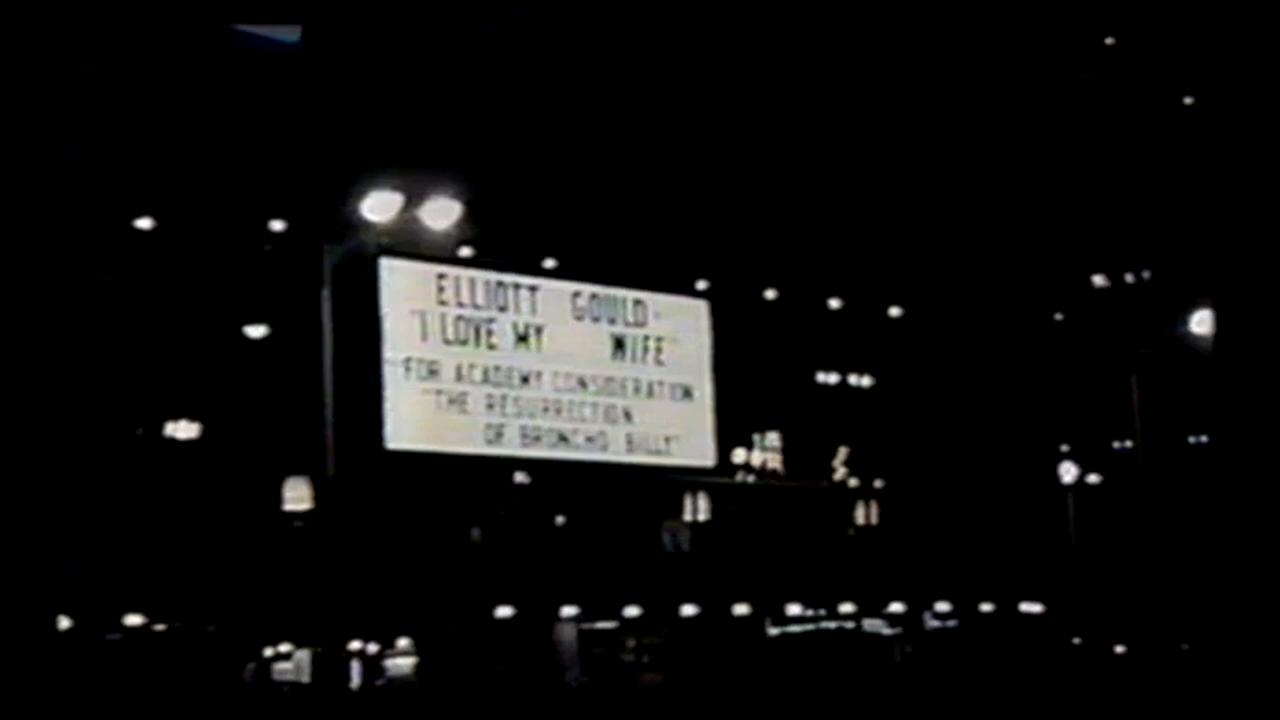 ELLIOTT GOULD-
"I LOVE MY WIFE"
"FOR ACADEMY CONSIDERATION
"THE RESURRECTION
OF BRONCHO BILLY"